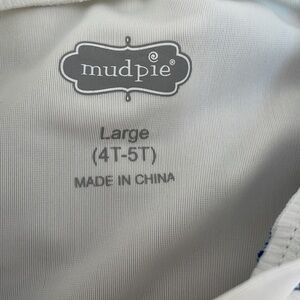 mudpie®
Large
(4T-5T)
MADE IN CHINA